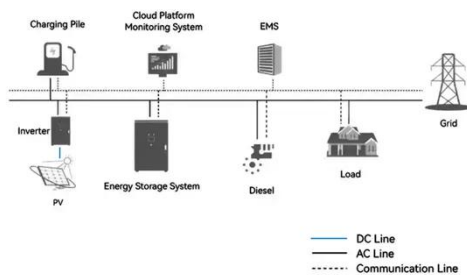 Charging Pile
Cloud Platform
Monitoring System
EMS
Inverter
Grid
PV
Energy Storage System
Diesel
Load
DC Line
AC Line
Communication Line